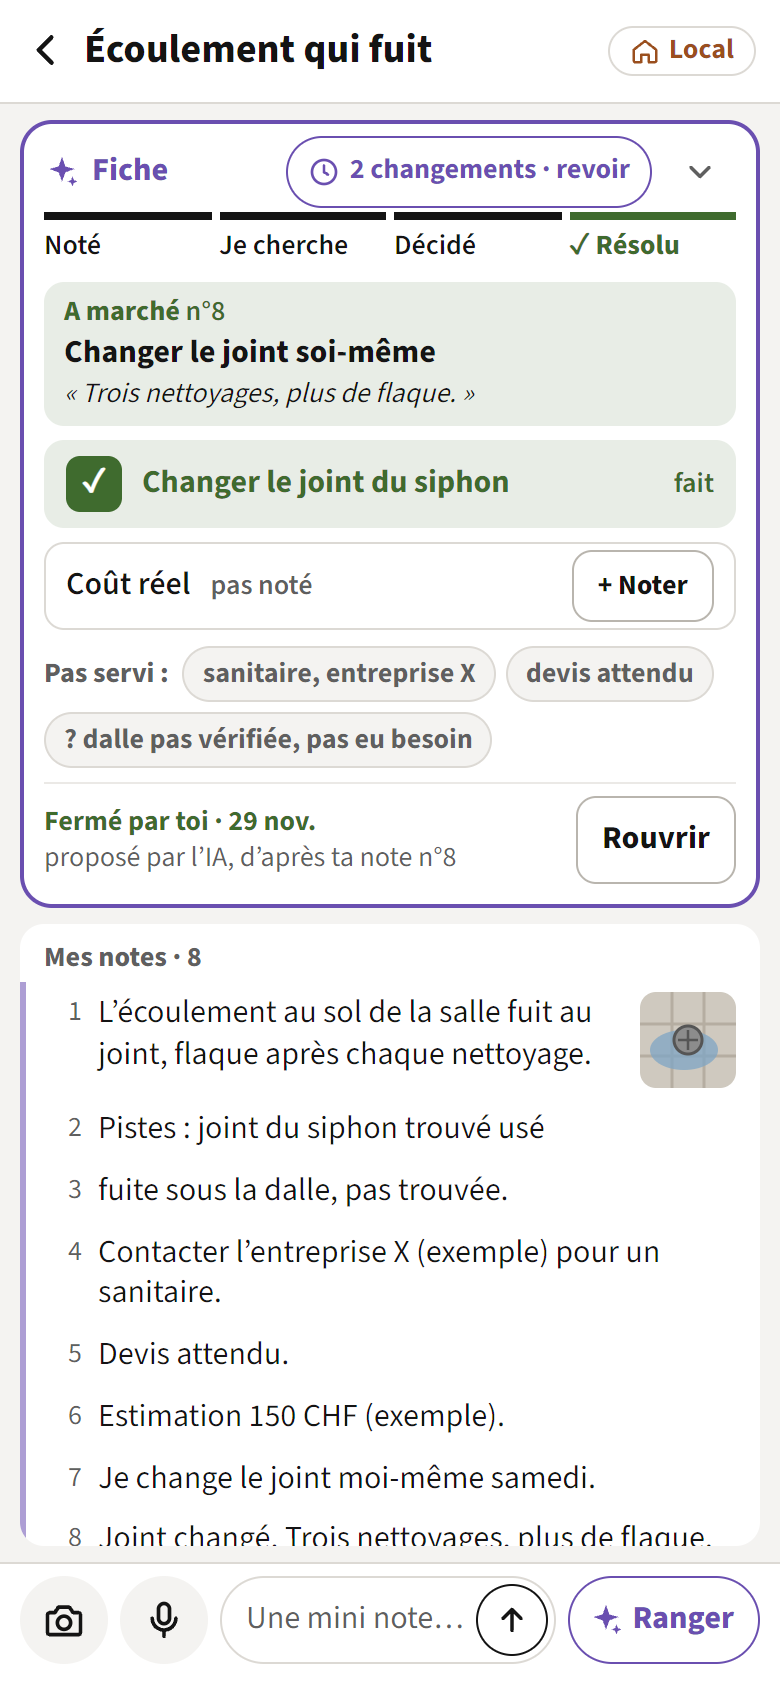 Écoulement qui fuit
Local
Fiche
2 changements · revoir
Noté
Je cherche
Décidé
✓ Résolu
A marché n°8
Changer le joint soi-même
« Trois nettoyages, plus de flaque. »
✓ Changer le joint du siphon
fait
Coût réel pas noté
+ Noter
Pas servi :
sanitaire, entreprise X
devis attendu
? dalle pas vérifiée, pas eu besoin
Fermé par toi · 29 nov.
proposé par l’IA, d’après ta note n°8
Rouvrir
Mes notes · 8
1 L’écoulement au sol de la salle fuit au
joint, flaque après chaque nettoyage.
2 Pistes : joint du siphon trouvé usé
3 fuite sous la dalle, pas trouvée.
4 Contacter l’entreprise X (exemple) pour un
sanitaire.
5 Devis attendu.
6 Estimation 150 CHF (exemple).
7 Je change le joint moi-même samedi.
8 Joint changé. Trois nettoyages, plus de flaque.
Une mini note…
Ranger